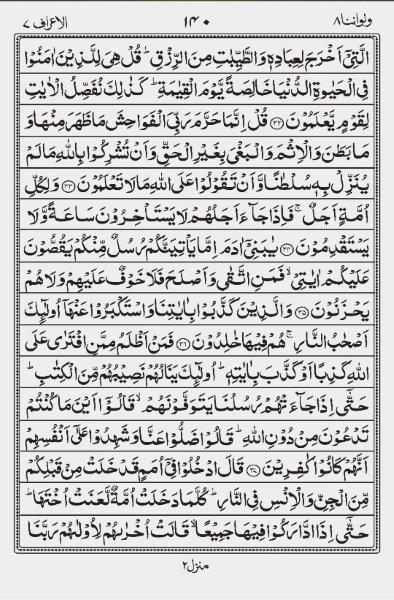 ولواننا ٨
١٤٠
الاعراف ٧
الَّتِىْۤ اَخْرَجَ لِعِبَادِهٖ وَالطَّيِّبٰتِ مِنَ الرِّزْقِؕ قُلْ هِىَ لِلَّذِيْنَ اٰمَنُوْا
فِى الْحَيٰوةِ الدُّنْيَا خَالِصَةً يَّوْمَ الْقِيٰمَةِؕ كَذٰلِكَ نُفَصِّلُ الْاٰيٰتِ
لِقَوْمٍ يَّعْلَمُوْنَ ﴿۳۲﴾ قُلْ اِنَّمَا حَرَّمَ رَبِّىَ الْفَوَاحِشَ مَا ظَهَرَ مِنْهَا وَ
مَا بَطَنَ وَالْاِثْمَ وَالْبَغْىَ بِغَيْرِ الْحَقِّ وَاَنْ تُشْرِكُوْا بِاللّٰهِ مَا لَمْ
يُنَزِّلْ بِهٖ سُلْطٰنًا وَّاَنْ تَقُوْلُوْا عَلَى اللّٰهِ مَا لَا تَعْلَمُوْنَ ﴿۳۳﴾ وَلِكُلِّ
اُمَّةٍ اَجَلٌۚ فَاِذَا جَآءَ اَجَلُهُمْ لَا يَسْتَاْخِرُوْنَ سَاعَةً وَّلَا
يَسْتَقْدِمُوْنَ ﴿۳۴﴾ يٰبَنِىْۤ اٰدَمَ اِمَّا يَاْتِيَنَّكُمْ رُسُلٌ مِّنْكُمْ يَقُصُّوْنَ
عَلَيْكُمْ اٰيٰتِىْۙ فَمَنِ اتَّقٰى وَاَصْلَحَ فَلَا خَوْفٌ عَلَيْهِمْ وَلَا هُمْ
يَحْزَنُوْنَ ﴿۳۵﴾ وَالَّذِيْنَ كَذَّبُوْا بِاٰيٰتِنَا وَاسْتَكْبَرُوْا عَنْهَاۤ اُولٰٓئِكَ
اَصْحٰبُ النَّارِۚ هُمْ فِيْهَا خٰلِدُوْنَ ﴿۳۶﴾ فَمَنْ اَظْلَمُ مِمَّنِ افْتَرٰى عَلَى
اللّٰهِ كَذِبًا اَوْ كَذَّبَ بِاٰيٰتِهٖؕ اُولٰٓئِكَ يَنَالُهُمْ نَصِيْبُهُمْ مِّنَ الْكِتٰبِؕ
حَتّٰٓى اِذَا جَآءَتْهُمْ رُسُلُنَا يَتَوَفَّوْنَهُمْۙ قَالُوْۤا اَيْنَ مَا كُنْتُمْ
تَدْعُوْنَ مِنْ دُوْنِ اللّٰهِؕ قَالُوْا ضَلُّوْا عَنَّا وَشَهِدُوْا عَلٰٓى اَنْفُسِهِمْ
اَنَّهُمْ كَانُوْا كٰفِرِيْنَ ﴿۳۷﴾ قَالَ ادْخُلُوْا فِىْۤ اُمَمٍ قَدْ خَلَتْ مِنْ قَبْلِكُمْ
مِّنَ الْجِنِّ وَالْاِنْسِ فِى النَّارِؕ كُلَّمَا دَخَلَتْ اُمَّةٌ لَّعَنَتْ اُخْتَهَاؕ
حَتّٰٓى اِذَا ادَّارَكُوْا فِيْهَا جَمِيْعًاۙ قَالَتْ اُخْرٰٮهُمْ لِاُوْلٰٮهُمْ رَبَّنَا
منزل ٢